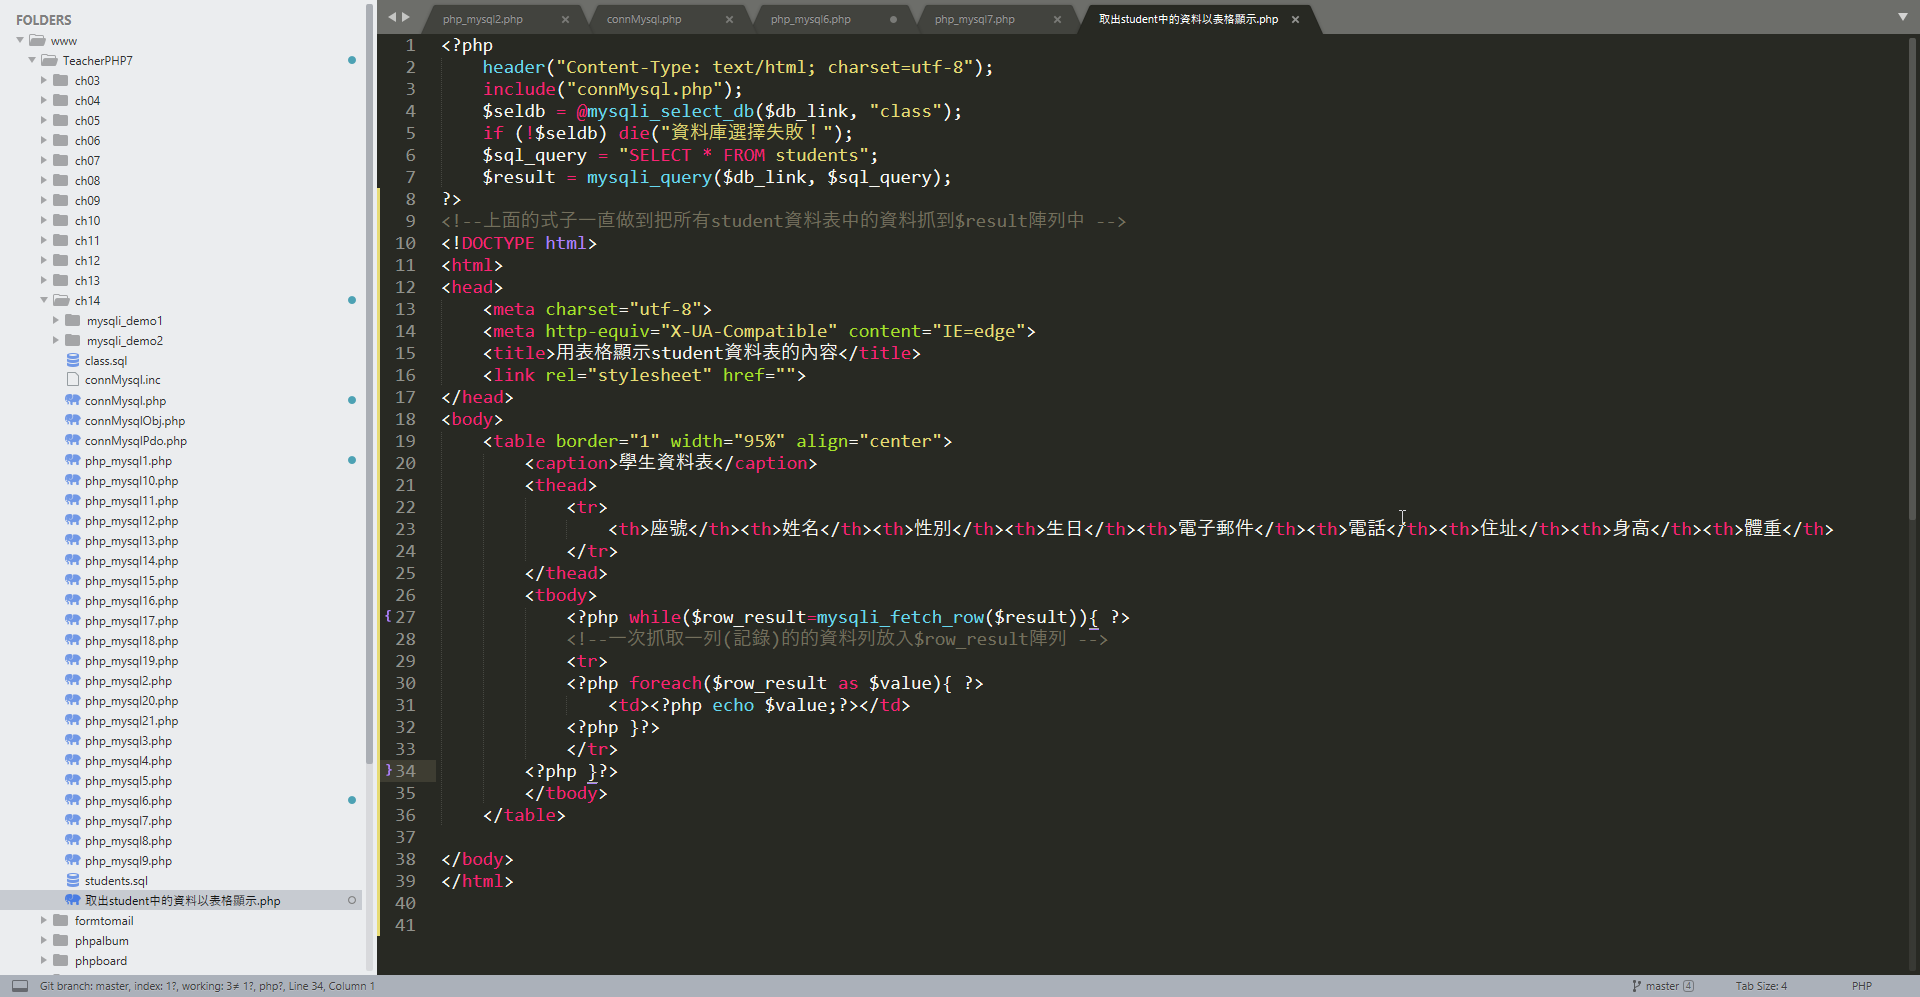 FOLDERS
www
TeacherPHP7
ch03
ch04
ch05
ch06
ch07
ch08
ch09
ch10
ch11
ch12
ch13
ch14
mysqli_demo1
mysqli_demo2
class.sql
connMysql.inc
connMysql.php
connMysqlObj.php
connMysqlPdo.php
php_mysql1.php
php_mysql10.php
php_mysql11.php
php_mysql12.php
php_mysql13.php
php_mysql14.php
php_mysql15.php
php_mysql16.php
php_mysql17.php
php_mysql18.php
php_mysql19.php
php_mysql2.php
php_mysql20.php
php_mysql21.php
php_mysql3.php
php_mysql4.php
php_mysql5.php
php_mysql6.php
php_mysql7.php
php_mysql8.php
php_mysql9.php
students.sql
取出student中的資料以表格顯示.php
formtomail
phpalbum
phpboard
php_mysql2.php × connMysql.php × php_mysql6.php php_mysql7.php × 取出student中的資料以表格顯示.php ×
1 <?php
2 header("Content-Type: text/html; charset=utf-8");
3 include("connMysql.php");
4 $seldb = @mysqli_select_db($db_link, "class");
5 if (!$seldb) die("資料庫選擇失敗！");
6 $sql_query = "SELECT * FROM students";
7 $result = mysqli_query($db_link, $sql_query);
8 ?>
9 <!--上面的式子一直做到把所有student資料表中的資料抓到$result陣列中 -->
10 <!DOCTYPE html>
11 <html>
12 <head>
13 <meta charset="utf-8">
14 <meta http-equiv="X-UA-Compatible" content="IE=edge">
15 <title>用表格顯示student資料表的內容</title>
16 <link rel="stylesheet" href="">
17 </head>
18 <body>
19 <table border="1" width="95%" align="center">
20 <caption>學生資料表</caption>
21 <thead>
22 <tr>
23 <th>座號</th><th>姓名</th><th>性別</th><th>生日</th><th>電子郵件</th><th>電話</th><th>住址</th><th>身高</th><th>體重</th>
24 </tr>
25 </thead>
26 <tbody>
{ 27 <?php while($row_result=mysqli_fetch_row($result)){ ?>
28 <!--一次抓取一列(記錄)的的資料列放入$row_result陣列 -->
29 <tr>
30 <?php foreach($row_result as $value){ ?>
31 <td><?php echo $value;?></td>
32 <?php }?>
33 </tr>
} 34 <?php }?>
35 </tbody>
36 </table>
37
38 </body>
39 </html>
40
41
Git branch: master, index: 1?, working: 3≠ 1?, php?, Line 34, Column 1 master 4 Tab Size: 4 PHP